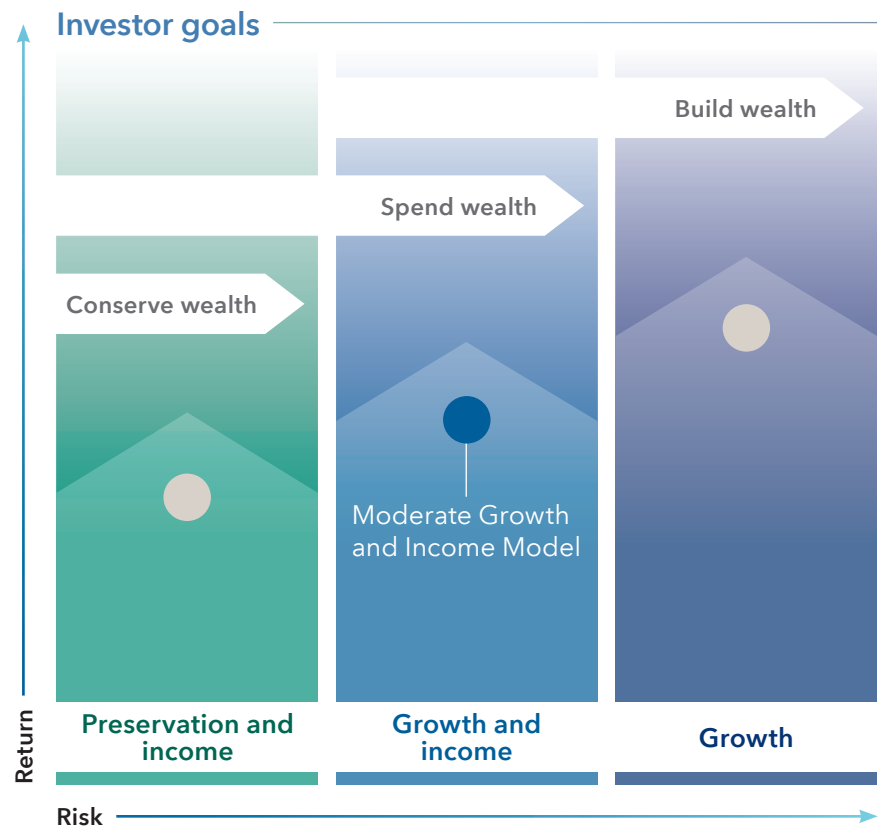 Investor goals
Build wealth
Spend wealth
Conserve wealth
Moderate Growth
and Income Model
Return
Preservation and
income
Growth and
income
Growth
Risk